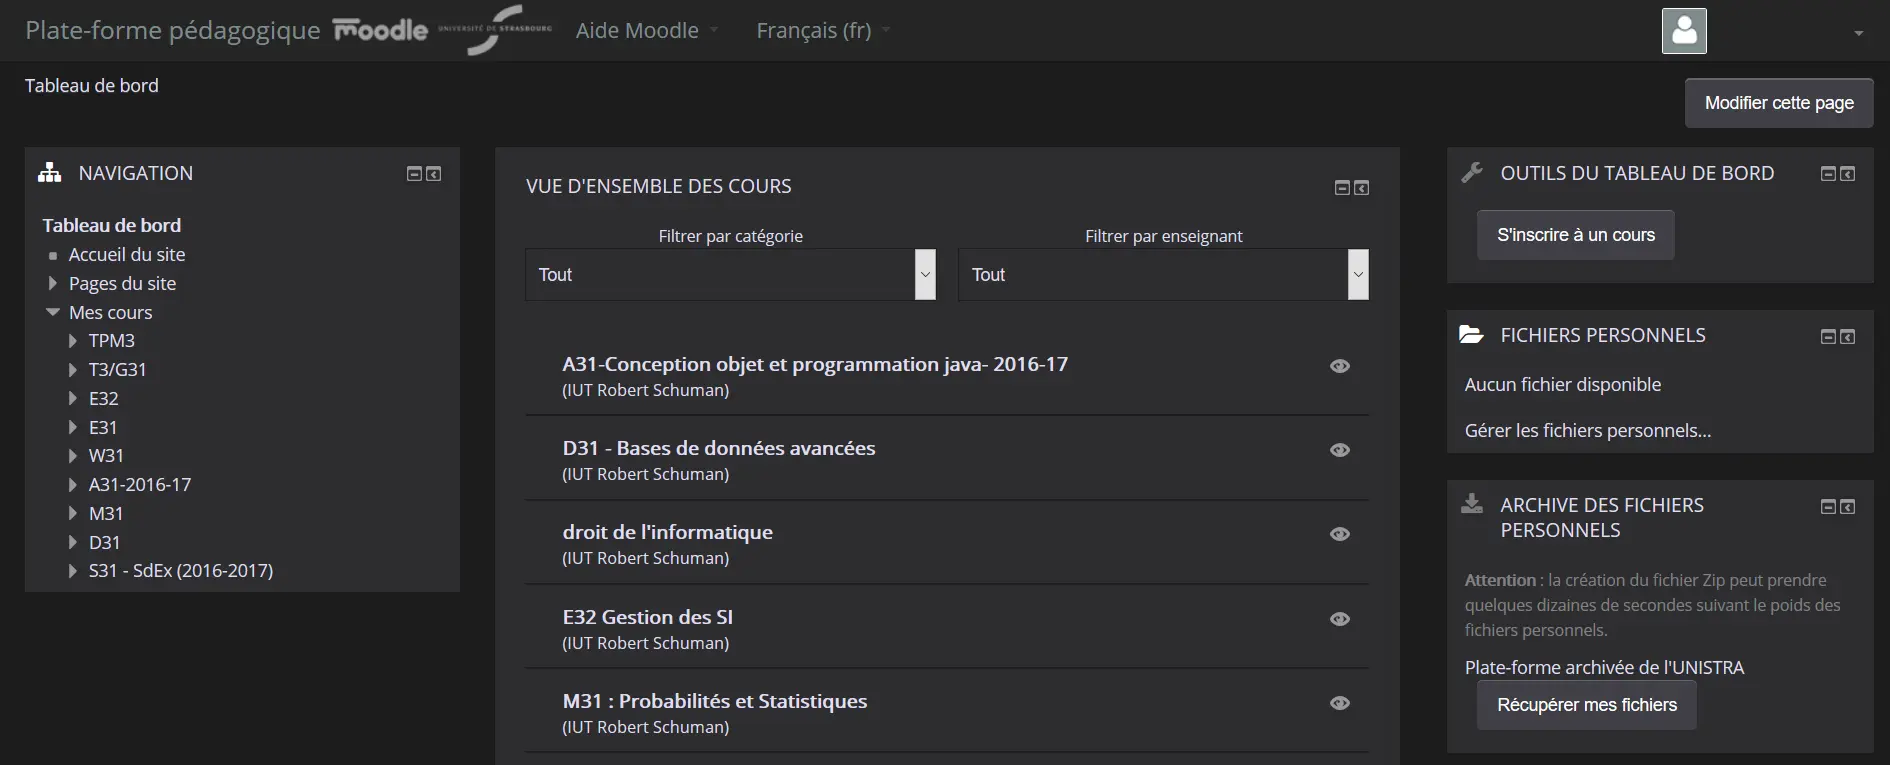 Plate-forme pédagogique moodle UNIVERSITÉ DE STRASBOURG Aide Moodle Français (fr)
Tableau de bord
Modifier cette page
NAVIGATION
Tableau de bord
Accueil du site
Pages du site
Mes cours
TPM3
T3/G31
E32
E31
W31
A31-2016-17
M31
D31
S31 - SdEx (2016-2017)
VUE D'ENSEMBLE DES COURS
Filtrer par catégorie
Tout
Filtrer par enseignant
Tout
A31-Conception objet et programmation java- 2016-17
(IUT Robert Schuman)
D31 - Bases de données avancées
(IUT Robert Schuman)
droit de l'informatique
(IUT Robert Schuman)
E32 Gestion des SI
(IUT Robert Schuman)
M31 : Probabilités et Statistiques
(IUT Robert Schuman)
OUTILS DU TABLEAU DE BORD
S'inscrire à un cours
FICHIERS PERSONNELS
Aucun fichier disponible
Gérer les fichiers personnels...
ARCHIVE DES FICHIERS
PERSONNELS
Attention : la création du fichier Zip peut prendre
quelques dizaines de secondes suivant le poids des
fichiers personnels.
Plate-forme archivée de l'UNISTRA
Récupérer mes fichiers